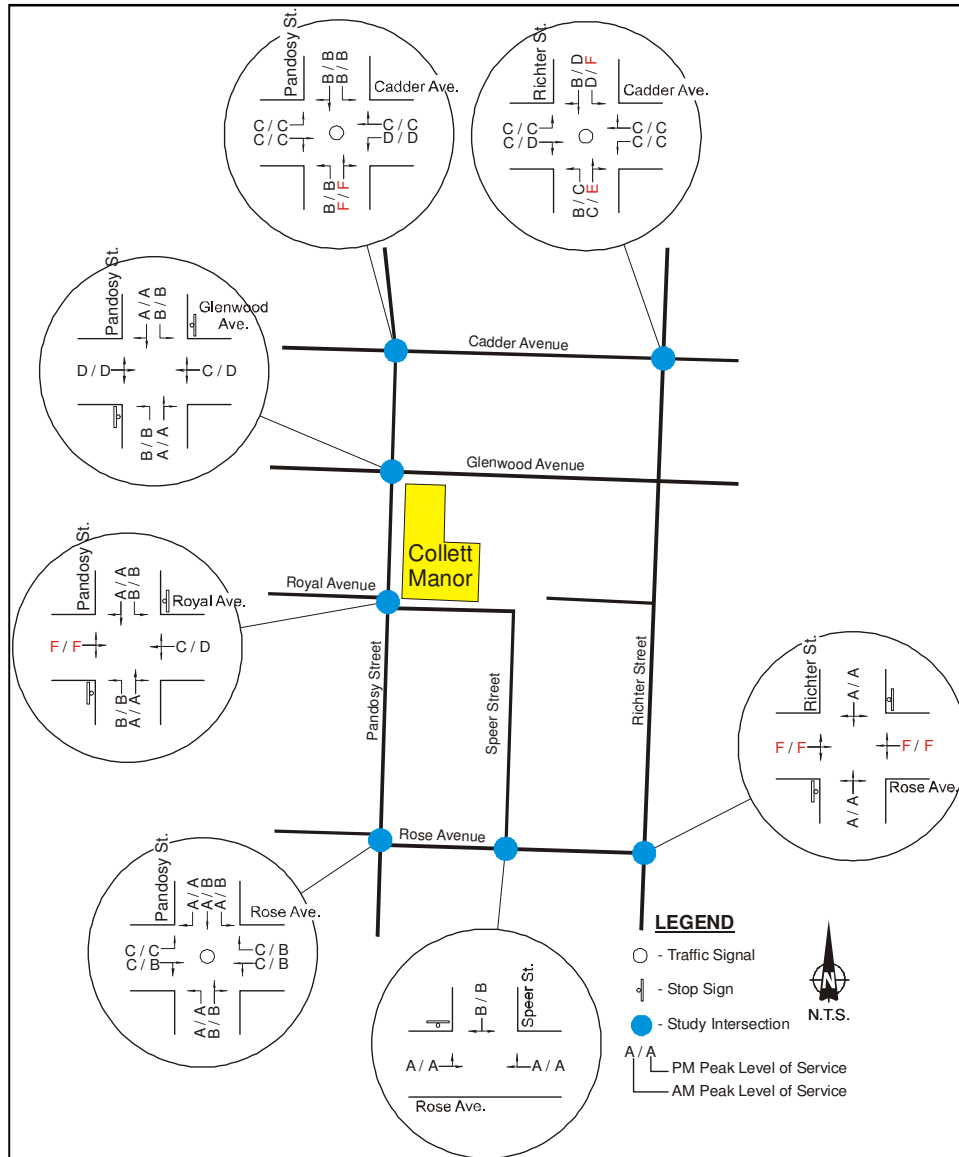 Pandosy St.
B / B
B / B
Cadder Ave.
C / C
C / C
C / C
D / D
B / B
F / F
Richter St.
B / D
D / F
Cadder Ave.
C / C
C / D
C / C
C / C
B / C
C / E
Pandosy St.
A / A
B / B
Glenwood
Ave.
D / D
C / D
B / B
A / A
Cadder Avenue
Glenwood Avenue
Collett
Manor
Royal Avenue
Pandosy Street
Speer Street
Richter Street
Rose Avenue
Pandosy St.
A / A
B / B
Royal Ave.
F / F
C / D
B / B
A / A
Richter St.
A / A
F / F
F / F
Rose Ave.
A / A
Pandosy St.
A / A
A / B
A / B
Rose Ave.
C / C
C / B
C / B
C / B
A / A
B / B
Speer St.
B / B
A / A
A / A
Rose Ave.
LEGEND
- Traffic Signal
- Stop Sign
- Study Intersection
A / A
PM Peak Level of Service
AM Peak Level of Service
N
N.T.S.